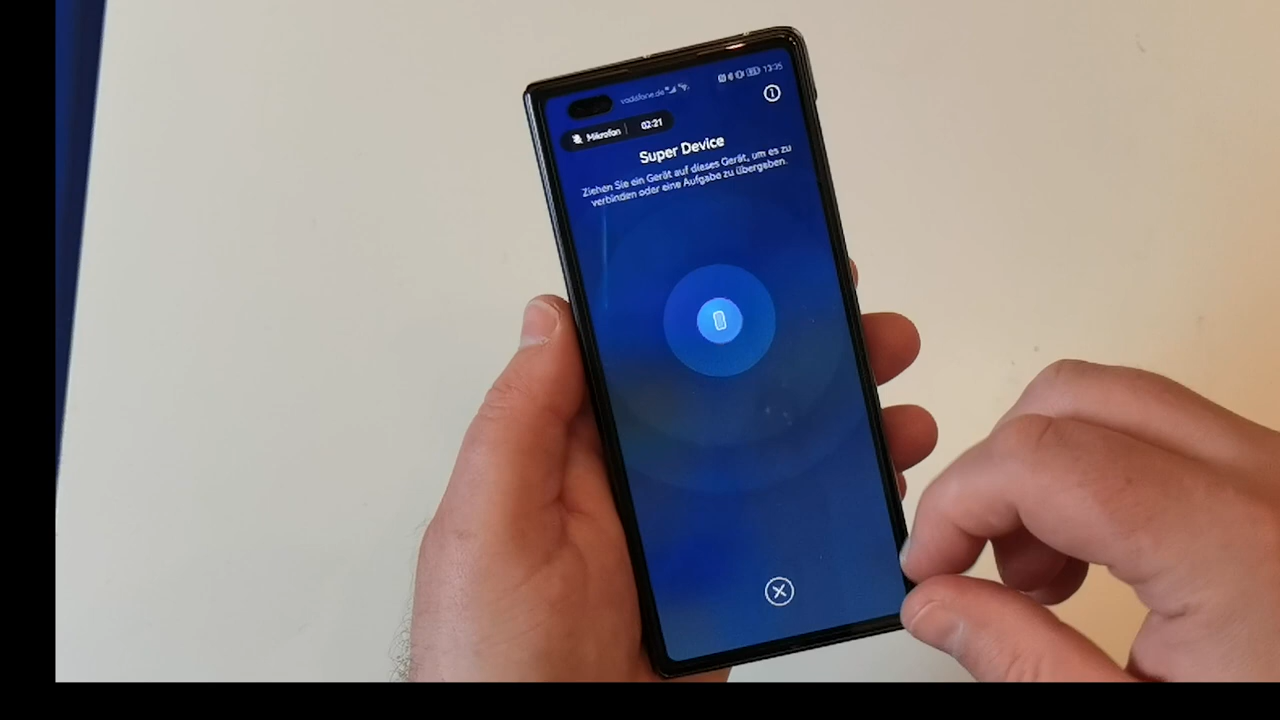 vodafone.de
13:35
Mikrofon 02:21
Super Device
Ziehen Sie ein Gerät auf dieses Gerät, um es zu
verbinden oder eine Aufgabe zu übergeben.